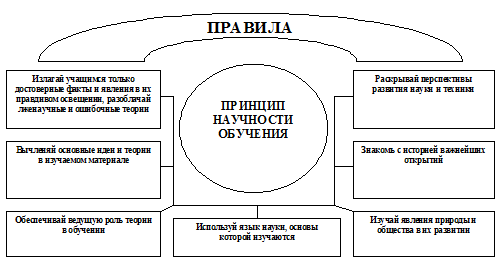 ПРАВИЛА
Излагай учащимся только
достоверные факты и явления в их
правдивом освещении, разоблачай
лженаучные и ошибочные теории
Вычленяй основные идеи и теории
в изучаемом материале
Обеспечивай ведущую роль теории
в обучении
ПРИНЦИП
НАУЧНОСТИ
ОБУЧЕНИЯ
Используй язык науки, основы
которой изучаются
Раскрывай перспективы
развития науки и техники
Знакомь с историей важнейших
открытий
Изучай явления природы и
общества в их развитии